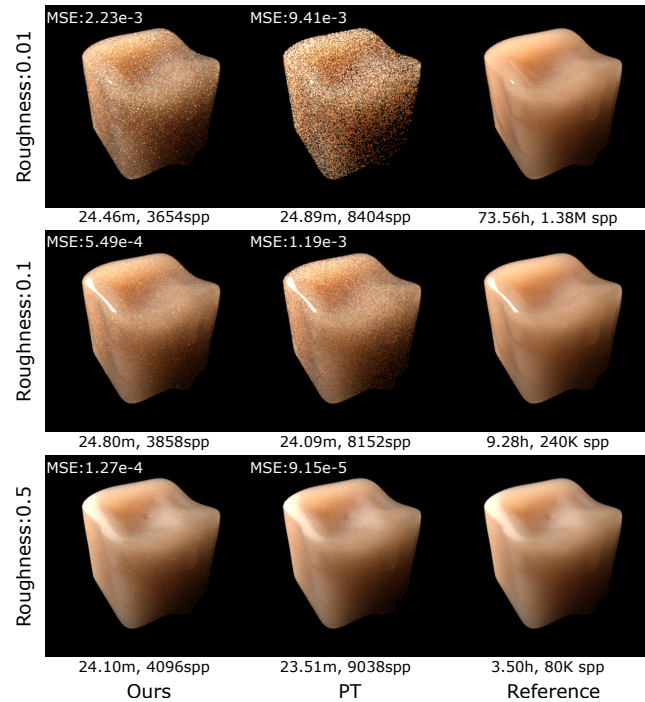 Roughness:0.01
MSE:2.23e-3 MSE:9.41e-3
24.46m, 3654spp 24.89m, 8404spp 73.56h, 1.38M spp
Roughness:0.1
MSE:5.49e-4 MSE:1.19e-3
24.80m, 3858spp 24.09m, 8152spp 9.28h, 240K spp
Roughness:0.5
MSE:1.27e-4 MSE:9.15e-5
24.10m, 4096spp 23.51m, 9038spp 3.50h, 80K spp
Ours PT Reference